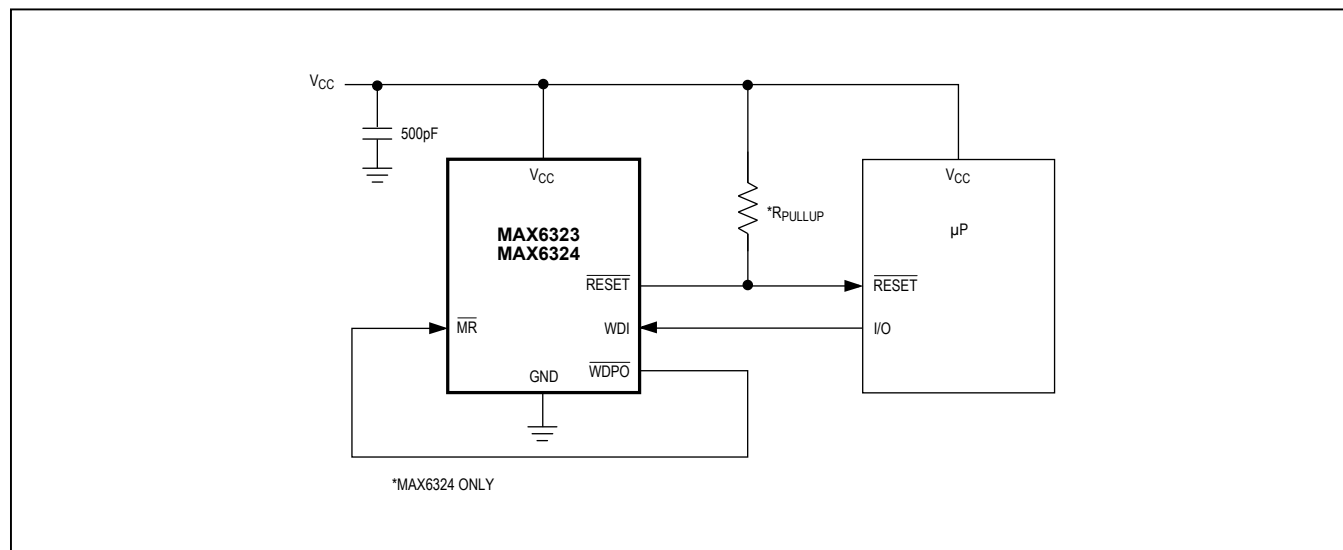 VCC
500pF
VCC
MAX6323
MAX6324
RESET
MR
WDI
WDPO
GND
*RPULLUP
VCC
µP
RESET
I/O
*MAX6324 ONLY